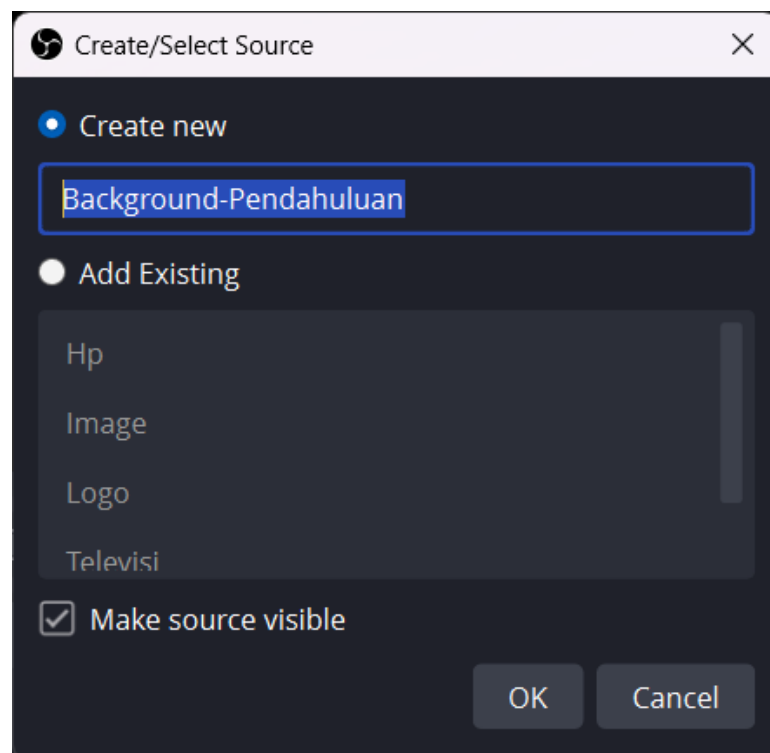 Create/Select Source
Create new
Background-Pendahuluan
Add Existing
Hp
Image
Logo
Televisi
Make source visible
OK Cancel